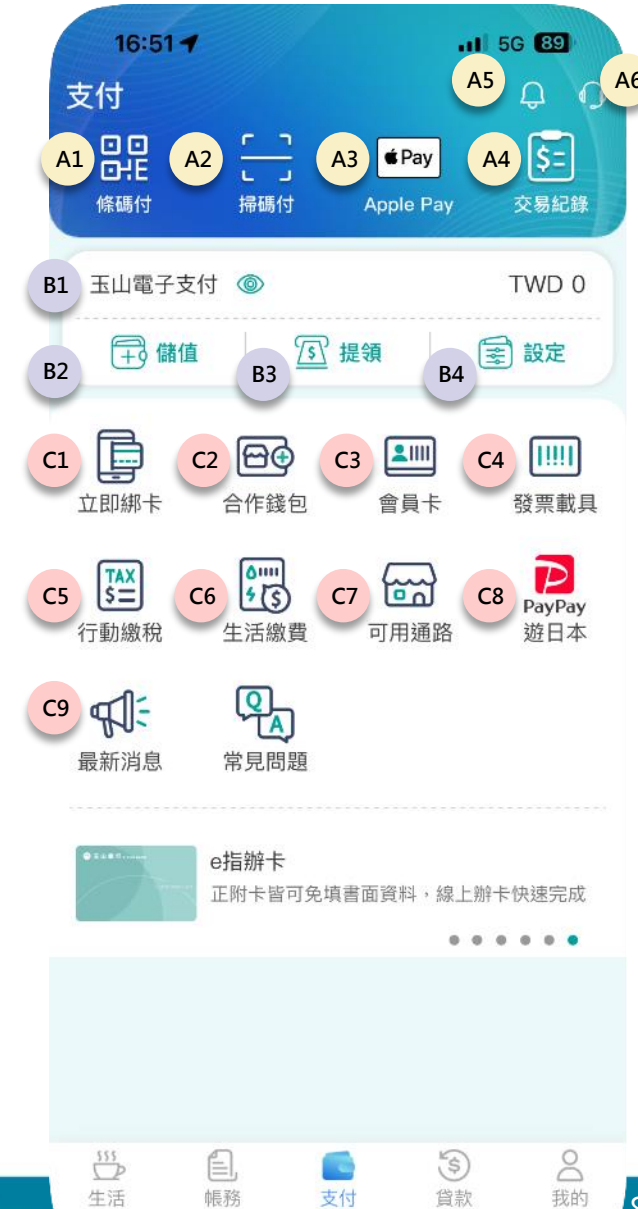 16:51 5G 89
支付 A5 A6
A1 A2 A3 Pay A4 $
條碼付 掃碼付 Apple Pay 交易紀錄
B1 玉山電子支付 TWD 0
B2 儲值 B3 $ 提領 B4 設定
C1 C2 C3 C4
立即綁卡 合作錢包 會員卡 發票載具
C5 TAX $ C6 $ C7 C8 PayPay
行動繳稅 生活繳費 可用通路 遊日本
C9 Q A
最新消息 常見問題
e指辦卡
正附卡皆可免填書面資料，線上辦卡快速完成
生活 帳務 支付 貸款 我的